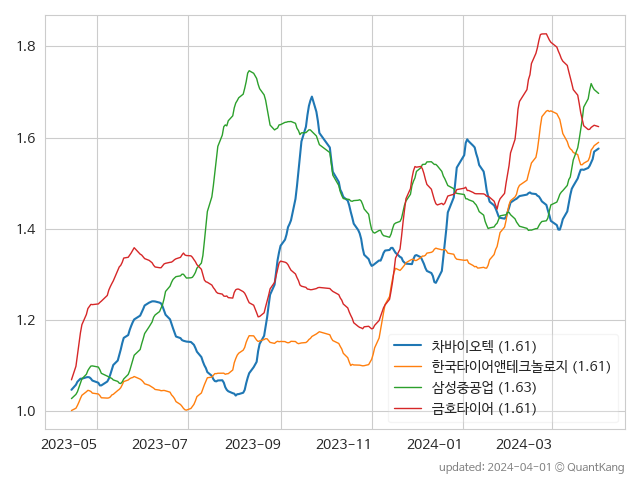 1.8
1.6
1.4
1.2
1.0
차바이오텍 (1.61)
한국타이어앤테크놀로지 (1.61)
삼성중공업 (1.63)
금호타이어 (1.61)
2023-05 2023-07 2023-09 2023-11 2024-01 2024-03
updated: 2024-04-01 © QuantKang